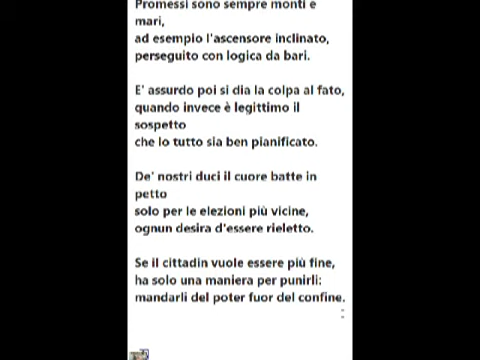 Promessi sono sempre monti e
mari,
ad esempio l'ascensore inclinato,
perseguito con logica da bari.
E' assurdo poi si dia la colpa al fato,
quando invece è legittimo il
sospetto
che lo tutto sia ben pianificato.
De' nostri duci il cuore batte in
petto
solo per le elezioni più vicine,
ognun desira d'essere rieletto.
Se il cittadin vuole essere più fine,
ha solo una maniera per punirli:
mandarli del poter fuor del confine.
: